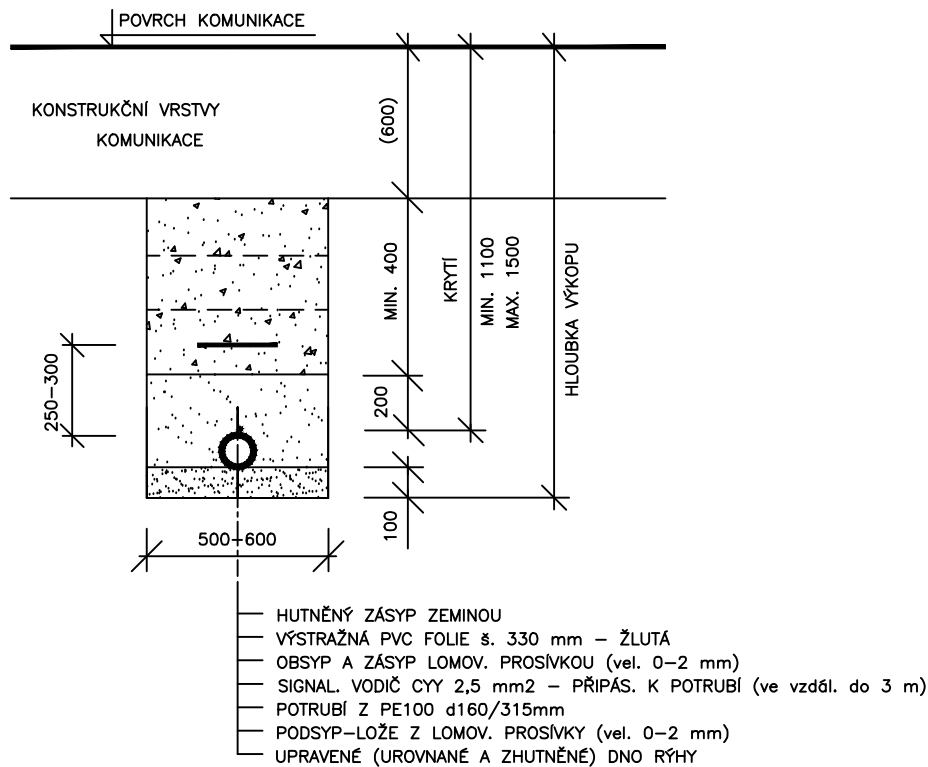 POVRCH KOMUNIKACE
KONSTRUKČNÍ VRSTVY
KOMUNIKACE
(600)
MIN. 400
KRYTÍ
MIN. 1100
MAX. 1500
HLOUBKA VÝKOPU
250-300
200
100
500-600
HUTNĚNÝ ZÁSYP ZEMINOU
VÝSTRAŽNÁ PVC FOLIE š. 330 mm – ŽLUTÁ
OBSYP A ZÁSYP LOMOV. PROSÍVKOU (vel. 0-2 mm)
SIGNAL. VODIČ CYY 2,5 mm2 – PŘIPÁS. K POTRUBÍ (ve vzdál. do 3 m)
POTRUBÍ Z PE100 d160/315mm
PODSYP-LOŽE Z LOMOV. PROSÍVKY (vel. 0-2 mm)
UPRAVENÉ (UROVNANÉ A ZHUTNĚNÉ) DNO RÝHY